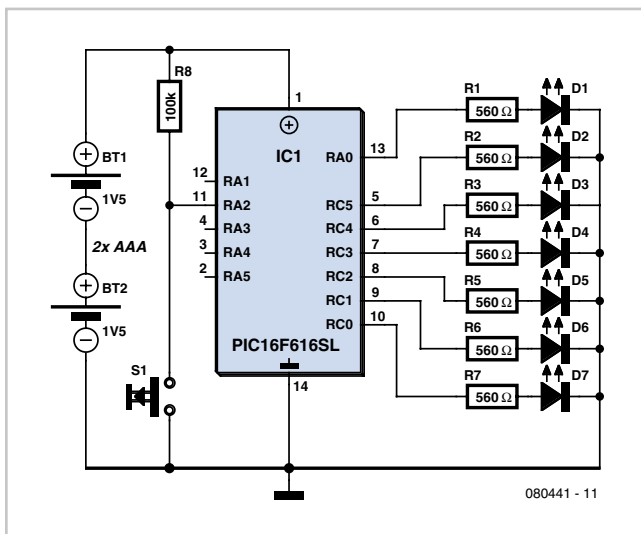 R8
100k
1
IC1
BT1
1V5
2x AAA
BT2
1V5
S1
12
RA1
11
RA2
4
RA3
3
RA4
2
RA5
RA0
13
RC5
5
RC4
6
RC3
7
RC2
8
RC1
9
RC0
10
PIC16F616SL
14
R1
560 Ω
D1
R2
560 Ω
D2
R3
560 Ω
D3
R4
560 Ω
D4
R5
560 Ω
D5
R6
560 Ω
D6
R7
560 Ω
D7
080441 - 11